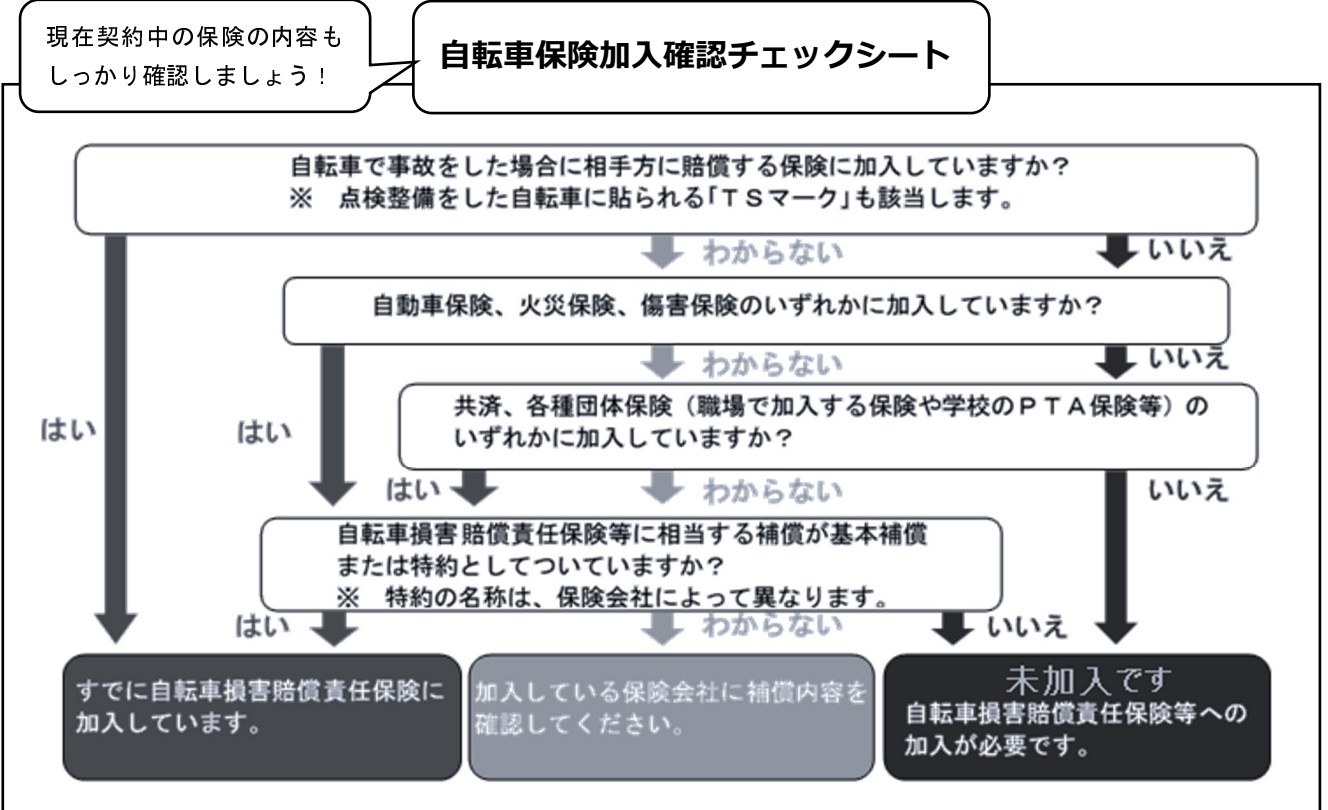 現在契約中の保険の内容も
しっかり確認しましょう！
自転車保険加入確認チェックシート
自転車で事故をした場合に相手方に賠償する保険に加入していますか？
※　点検整備をした自転車に貼られる「ＴＳマーク」も該当します。
わからない
いいえ
自動車保険、火災保険、傷害保険のいずれかに加入していますか？
わからない
いいえ
共済、各種団体保険（職場で加入する保険や学校のＰＴＡ保険等）の
いずれかに加入していますか？
はい
はい
はい
わからない
いいえ
自転車損害賠償責任保険等に相当する補償が基本補償
または特約としてついていますか？
※　特約の名称は、保険会社によって異なります。
はい
わからない
いいえ
すでに自転車損害賠償責任保険に
加入しています。
加入している保険会社に補償内容を
確認してください。
未加入です
自転車損害賠償責任保険等への
加入が必要です。